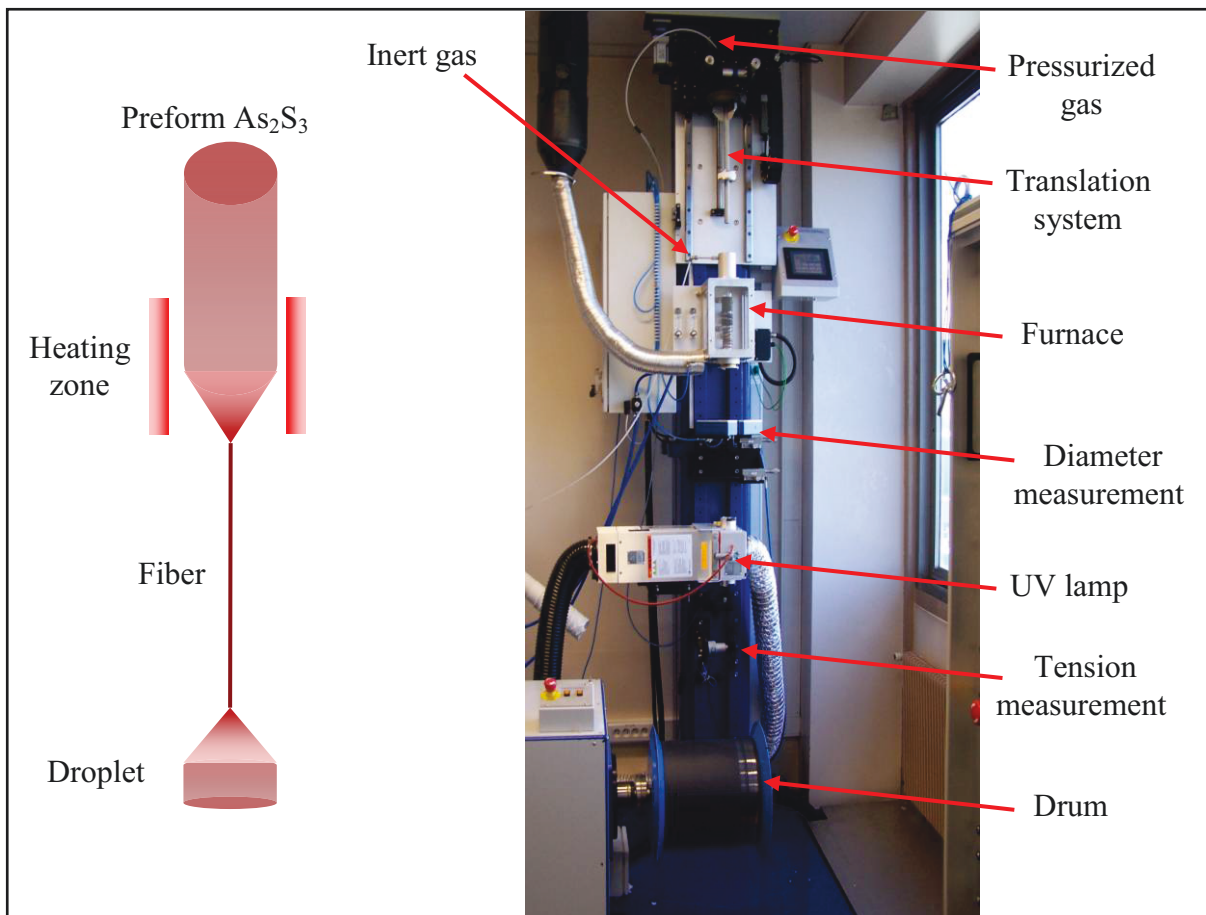 Preform As₂S₃
Heating
zone
Fiber
Droplet
Inert gas
Pressurized
gas
Translation
system
Furnace
Diameter
measurement
UV lamp
Tension
measurement
Drum